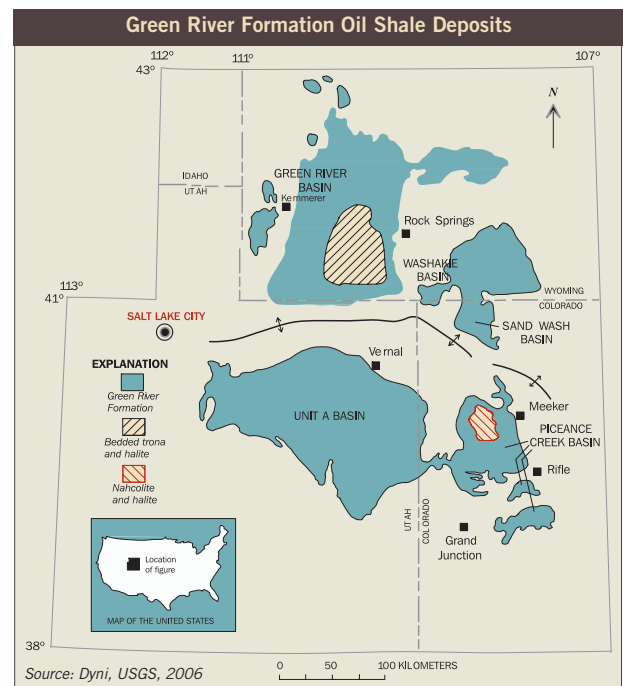 Green River Formation Oil Shale Deposits
112° 111° 107°
43°
N
IDAHO
UTAH
GREEN RIVER
BASIN
Kemmerer
Rock Springs
WASHAKIE
BASIN
113°
41°
WYOMING
COLORADO
SALT LAKE CITY
SAND WASH
BASIN
EXPLANATION
Green River
Formation
Bedded trona
and halite
Nahcolite
and halite
Vernal
UNIT A BASIN
Meeker
PICEANCE
CREEK BASIN
Rifle
UTAH
COLORADO
Grand
Junction
Location
of figure
MAP OF THE UNITED STATES
38°
Source: Dyni, USGS, 2006
0 50 100 KILOMETERS